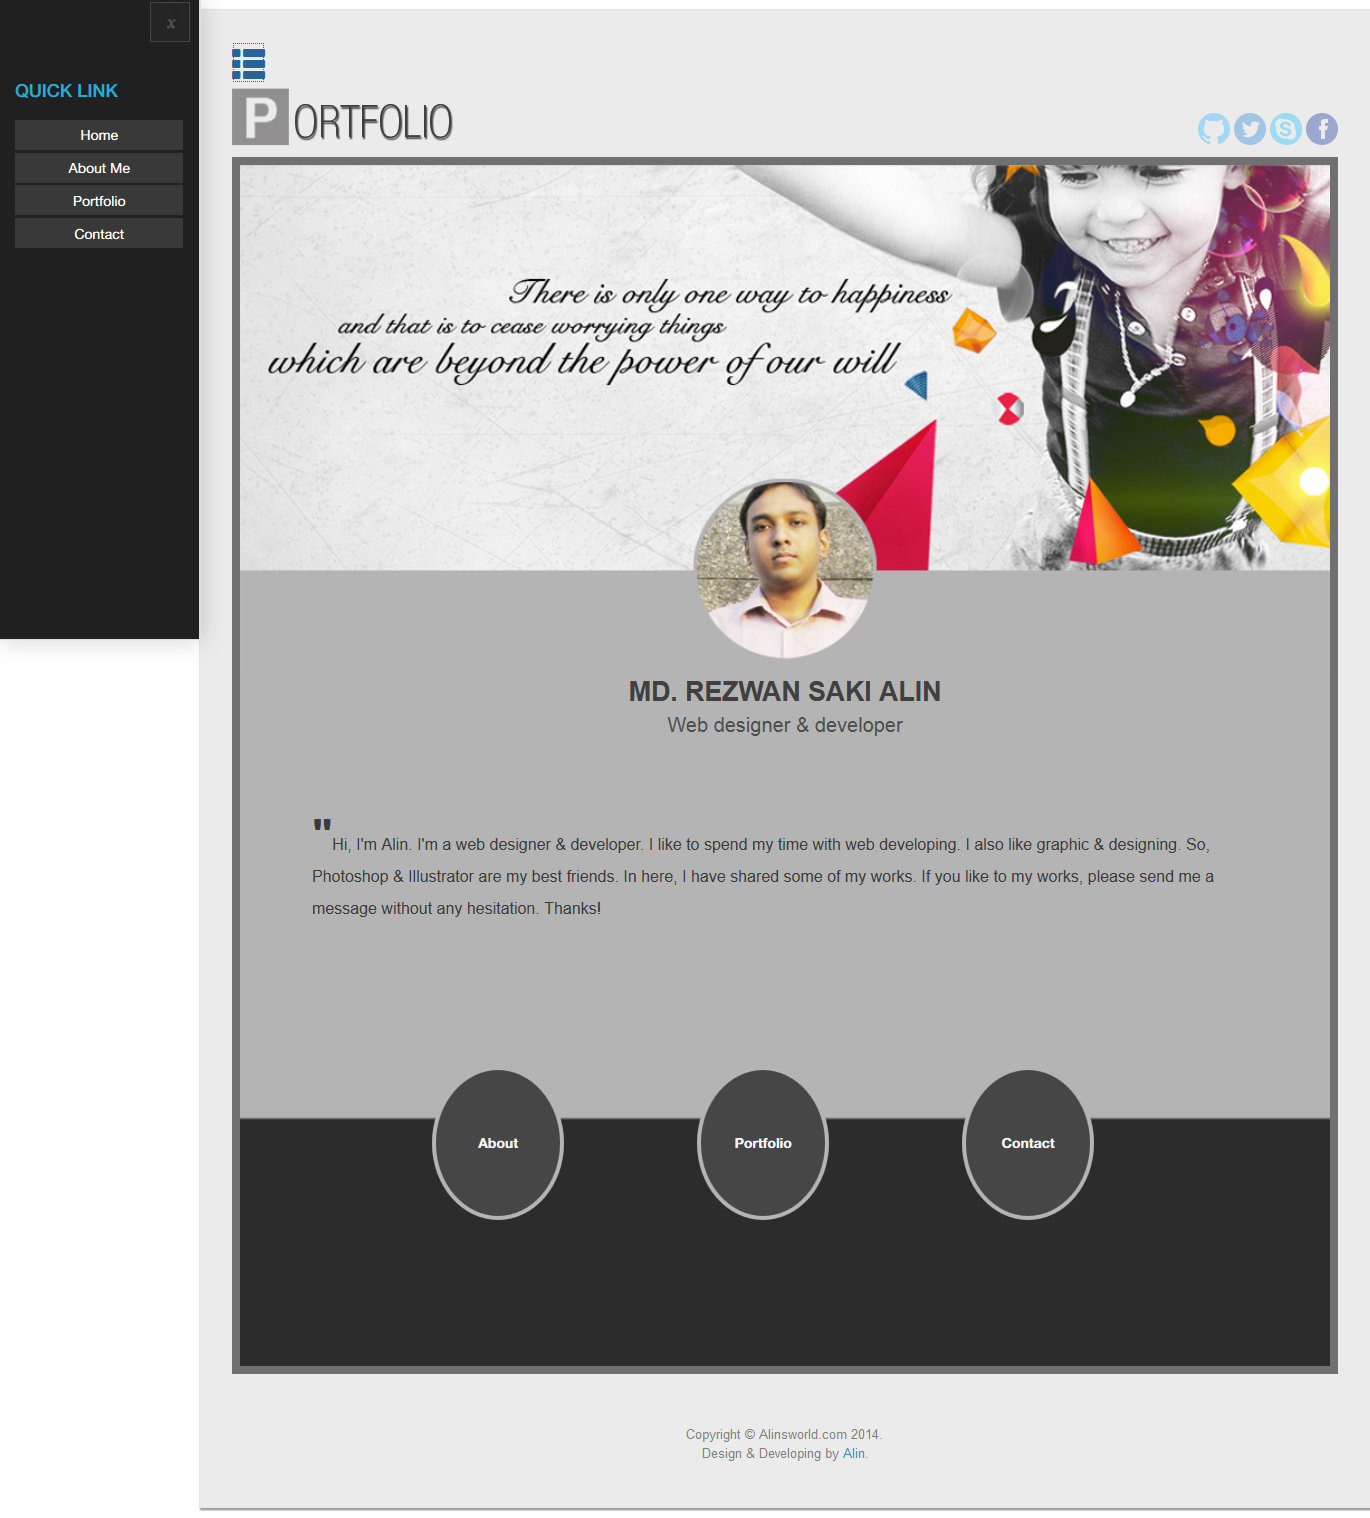 x
QUICK LINK
Home
About Me
Portfolio
Contact
PORTFOLIO
There is only one way to happiness
and that is to cease worrying things
which are beyond the power of our will
MD. REZWAN SAKI ALIN
Web designer & developer
"Hi, I'm Alin. I'm a web designer & developer. I like to spend my time with web developing. I also like graphic & designing. So,
Photoshop & Illustrator are my best friends. In here, I have shared some of my works. If you like to my works, please send me a
message without any hesitation. Thanks!
About
Portfolio
Contact
Copyright © Alinsworld.com 2014.
Design & Developing by Alin.